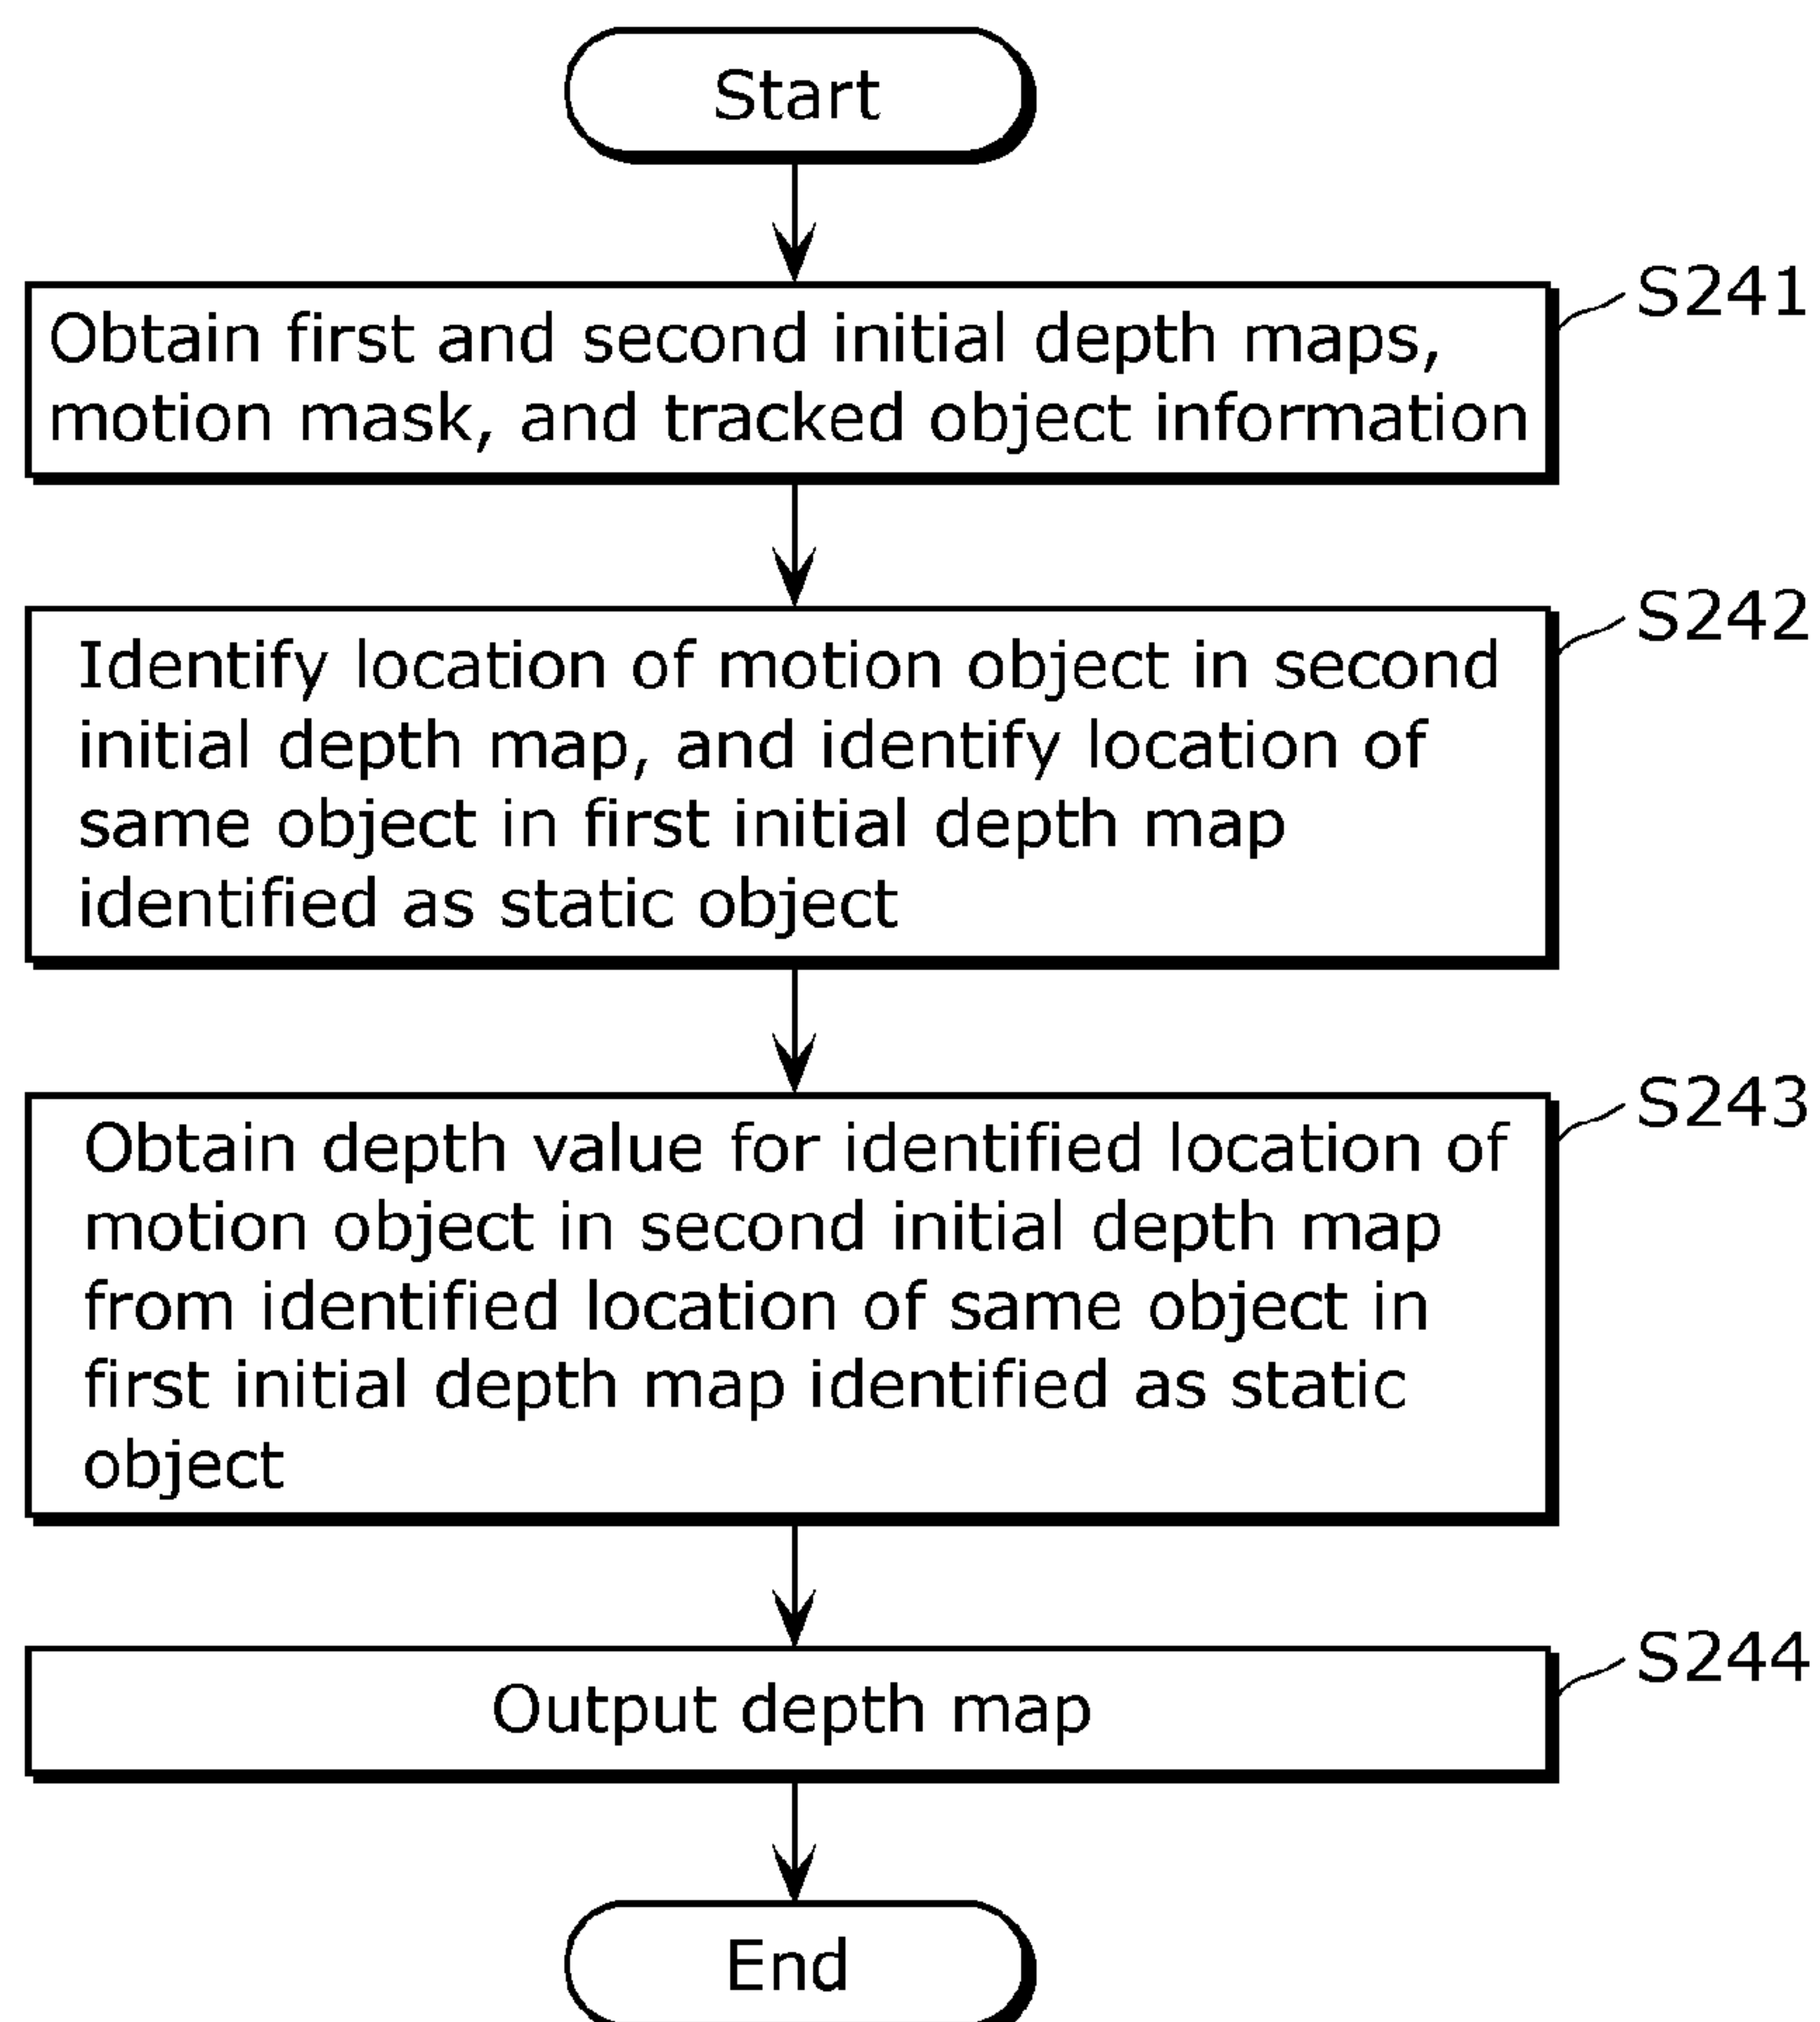 Start
S241
Obtain first and second initial depth maps,
motion mask, and tracked object information
S242
Identify location of motion object in second
initial depth map, and identify location of
same object in first initial depth map
identified as static object
S243
Obtain depth value for identified location of
motion object in second initial depth map
from identified location of same object in
first initial depth map identified as static
object
S244
Output depth map
End